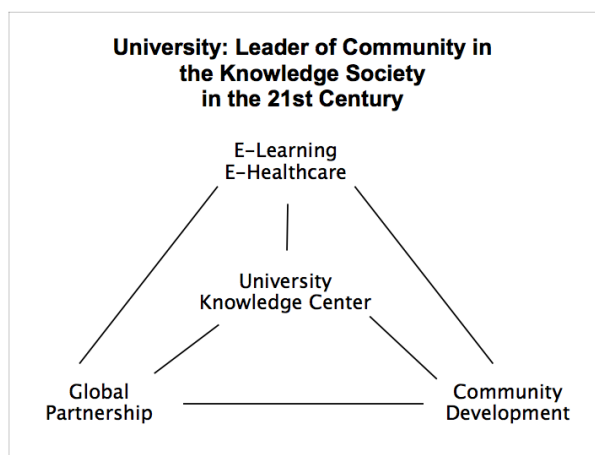 University: Leader of Community in
the Knowledge Society
in the 21st Century
E-Learning
E-Healthcare
University
Knowledge Center
Global
Partnership
Community
Development